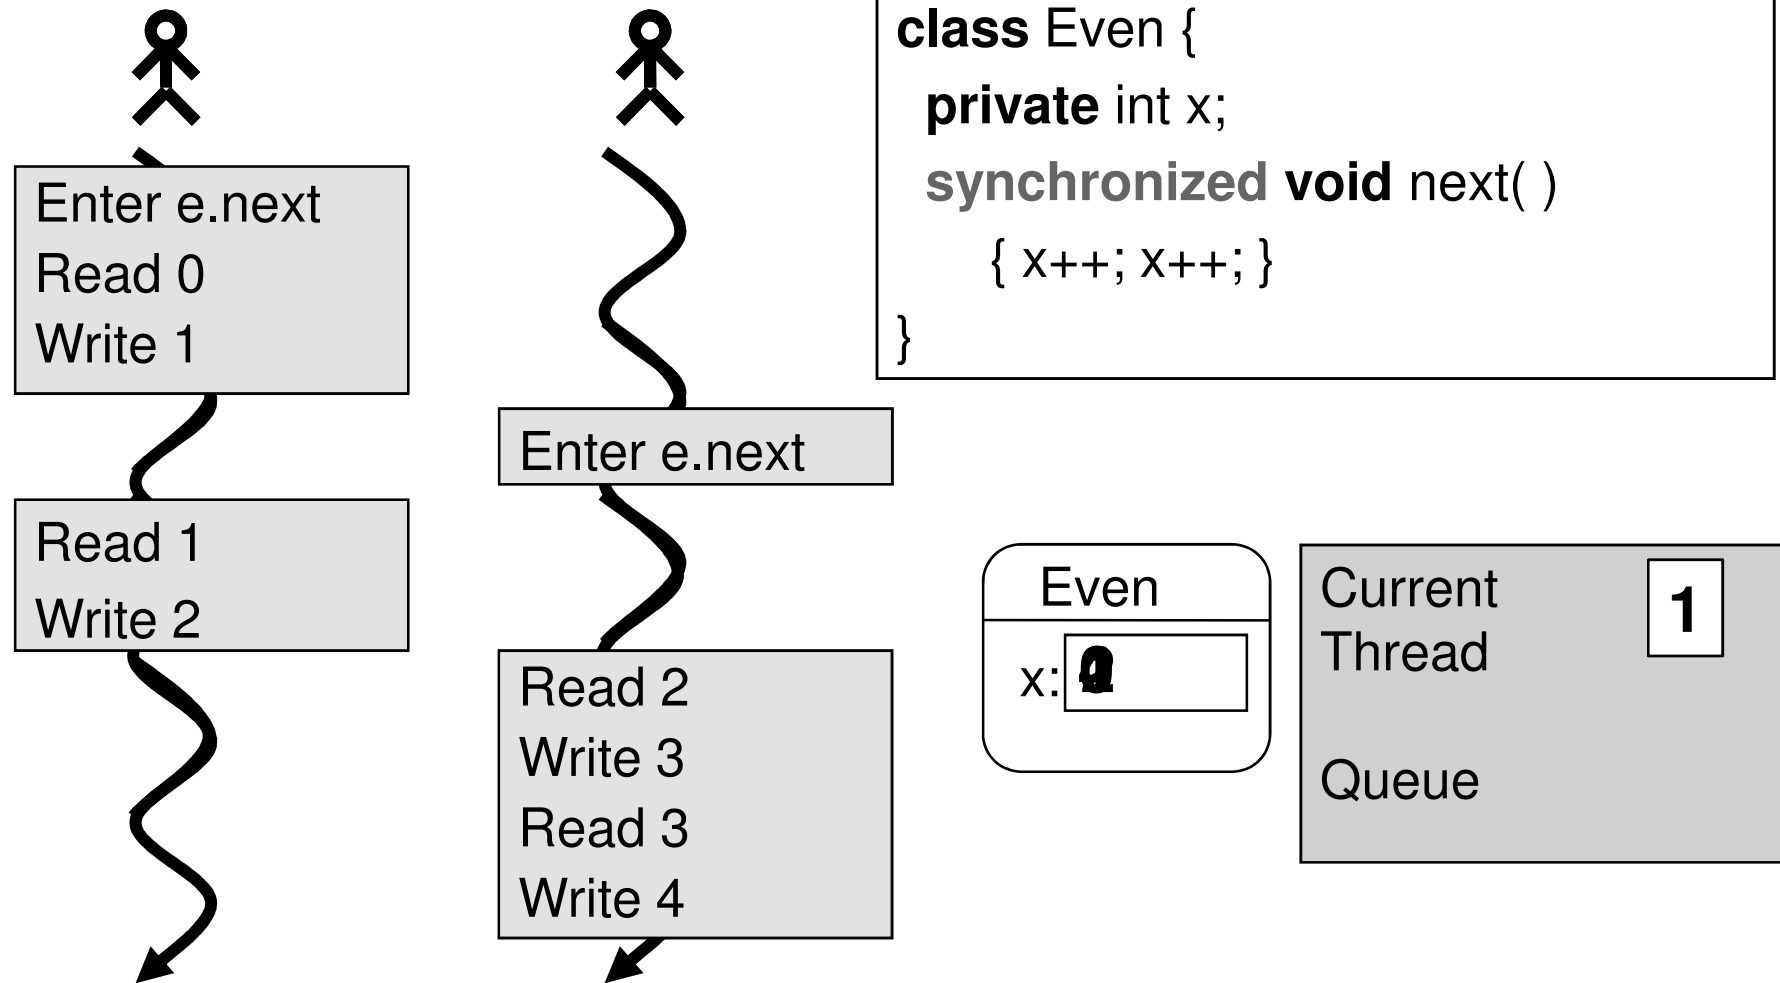 Enter e.next
Read 0
Write 1
Read 1
Write 2
Enter e.next
Read 2
Write 3
Read 3
Write 4
class Even {
private int x;
synchronized void next( )
{ x++; x++; }
}
Even
x:
Current
Thread
1
Queue